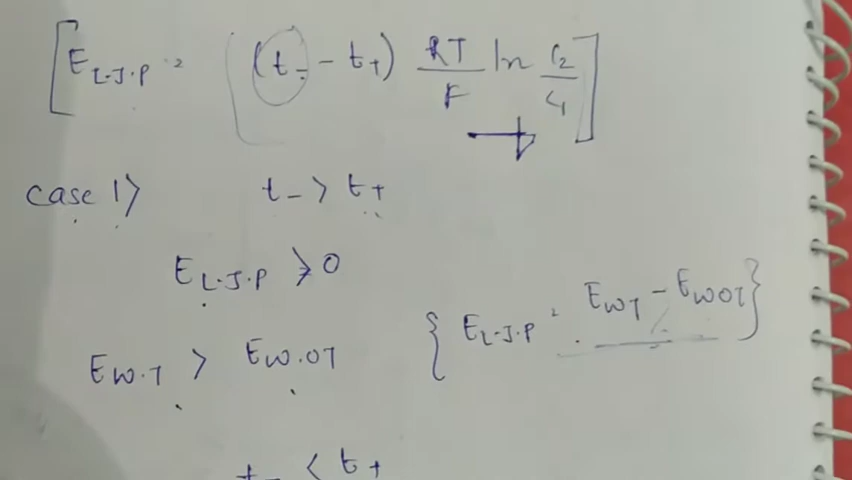 [E L.J.P = (t₋ - t₊) RT/F ln C₂/C₁]
case 1> t₋ > t₊
E L.J.P > 0
{E L.J.P = E WT - E WOT}
E W.T > E W.OT
t₋ < t₊